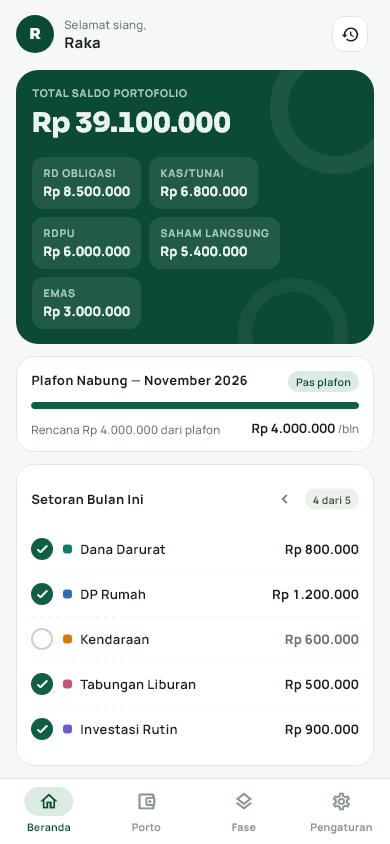 R
Selamat siang,
Raka
TOTAL SALDO PORTOFOLIO
Rp 39.100.000
RD OBLIGASI
Rp 8.500.000
KAS/TUNAI
Rp 6.800.000
RDPU
Rp 6.000.000
SAHAM LANGSUNG
Rp 5.400.000
EMAS
Rp 3.000.000
Plafon Nabung — November 2026
Pas plafon
Rencana Rp 4.000.000 dari plafon
Rp 4.000.000 /bln
Setoran Bulan Ini
4 dari 5
Dana Darurat
Rp 800.000
DP Rumah
Rp 1.200.000
Kendaraan
Rp 600.000
Tabungan Liburan
Rp 500.000
Investasi Rutin
Rp 900.000
Beranda
Porto
Fase
Pengaturan